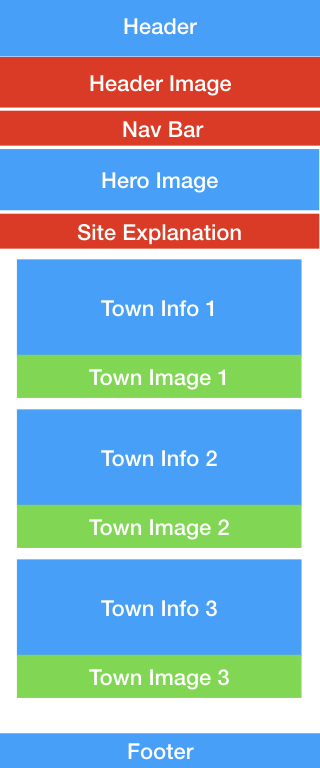 Header
Header Image
Nav Bar
Hero Image
Site Explanation
Town Info 1
Town Image 1
Town Info 2
Town Image 2
Town Info 3
Town Image 3
Footer